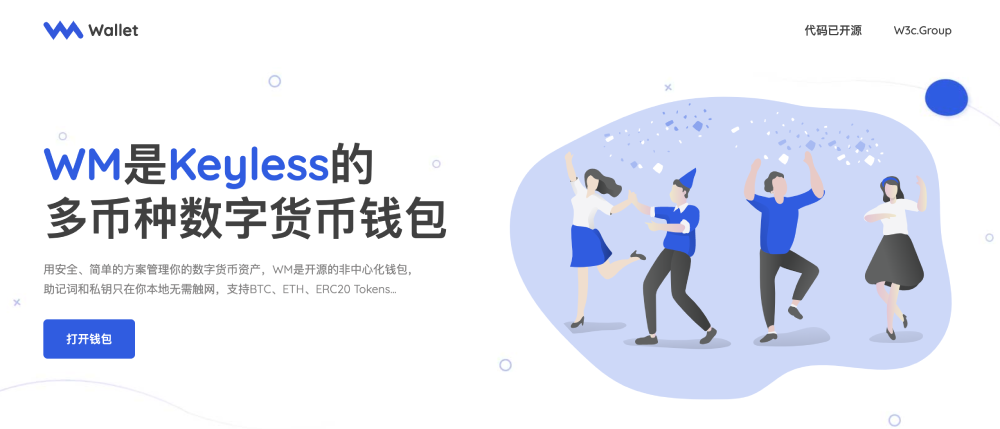 Wallet
代码已开源
W3c.Group
WM是Keyless的
多币种数字货币钱包
用安全、简单的方案管理你的数字货币资产，WM是开源的非中心化钱包，
助记词和私钥只在你本地无需触网，支持BTC、ETH、ERC20 Tokens...
打开钱包